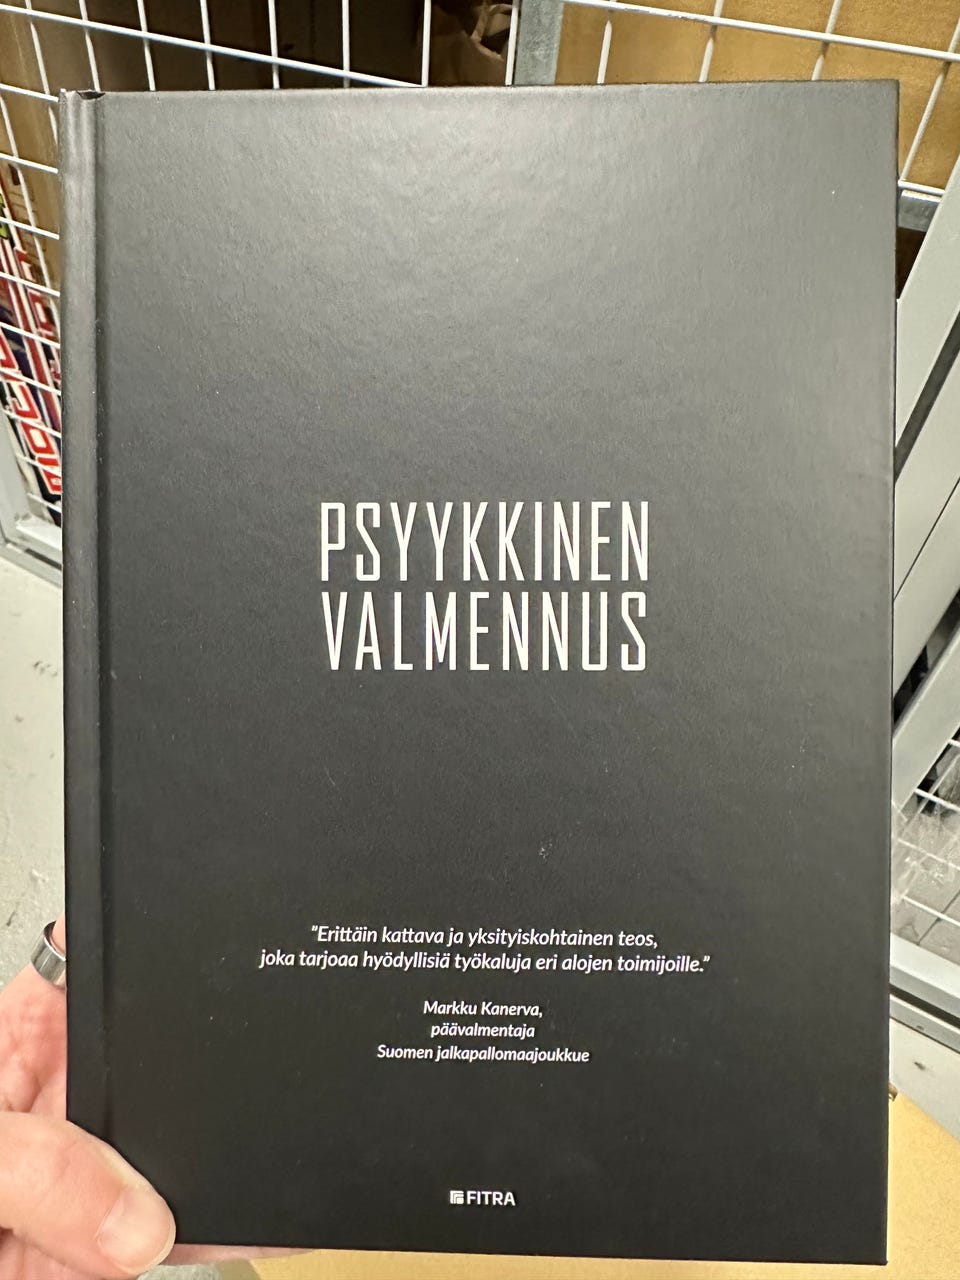 PSYYKKINEN
VALMENNUS
"Erittäin kattava ja yksityiskohtainen teos,
joka tarjoaa hyödyllisiä työkaluja eri alojen toimijoille."
Markku Kanerva,
päävalmentaja
Suomen jalkapallomaajoukkue
FITRA